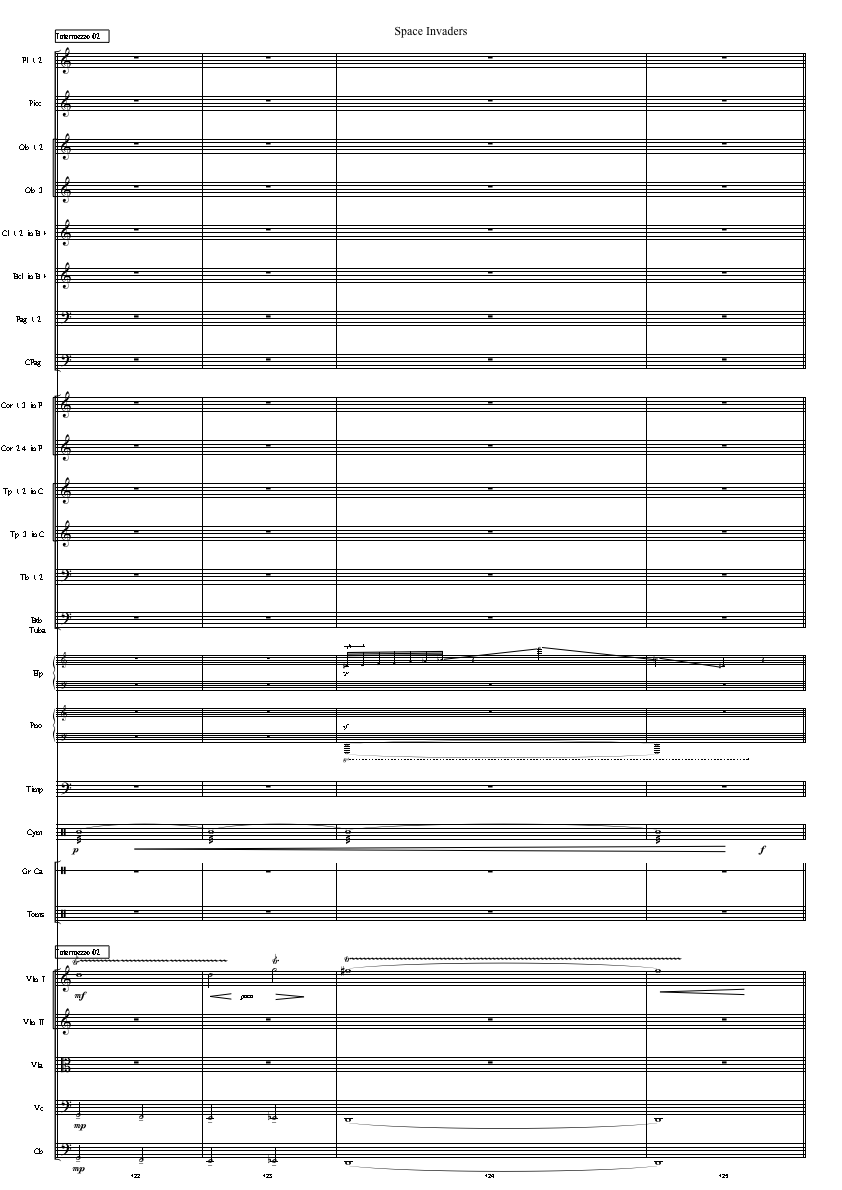 Space Invaders
Intermezzo 02
Fl 1 2
Picc
Ob 1 2
Ob 3
Cl 1 2 in B
Bcl in B
Fag 1 2
CFag
Cor 1 3 in F
Cor 2 4 in F
Tp 1 2 in C
Tp 3 in C
Tb 1 2
Btb
Tuba
Hp
Pno
Timp
Cym
p f
Gr Ca
Toms
Intermezzo 02
Vln I
mf
Vln II
Vla
Vc
mp
Cb
mp
122 123 124 125